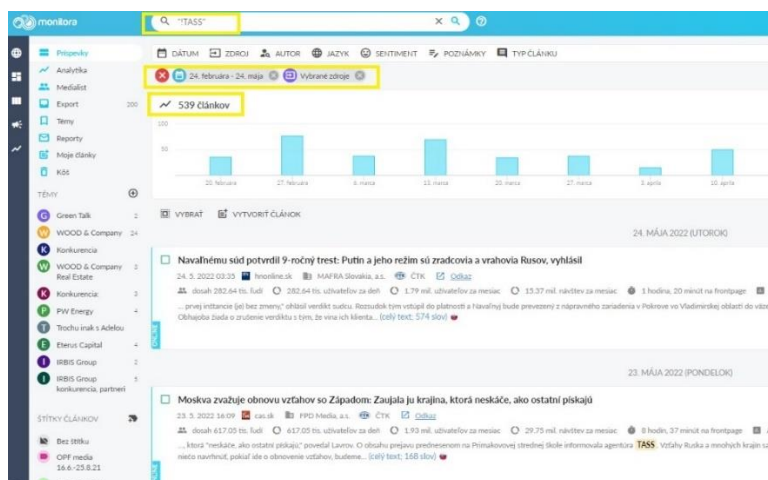 monitora
"!TASS"
Príspevky
Analytika
Medialist
Export 200
Témy
Reporty
Moje články
Kôš
TÉMY
Green Talk 2
WOOD & Company 24
Konkurencia
WOOD & Company 3
Real Estate
Konkurencia 3
PW Energy 4
Trochu inak s Adelou
Eterus Capital 4
IRBIS Group 2
IRBIS Group 5
konkurencia, partneri
ŠTÍTKY ČLÁNKOV
Bez štítku
OPF media
16.6.-25.8.21
DÁTUM ZDROJ AUTOR JAZYK SENTIMENT POZNÁMKY TYP ČLÁNKU
24. februára - 24. mája Vybrané zdroje
539 článkov
100
50
20. februára 27. februára 6. marca 13. marca 20. marca 27. marca 3. apríla 10. apríla
VYBRAŤ VYTVORIŤ ČLÁNOK
24. MÁJA 2022 (UTOROK)
Navaľnému súd potvrdil 9-ročný trest: Putin a jeho režim sú zradcovia a vrahovia Rusov, vyhlásil
24. 5. 2022 03:35 hnonline.sk MAFRA Slovakia, a.s. ČTK Odkaz
dosah 282.64 tis. ľudí 282.64 tis. užívateľov za deň 1.79 mil. užívateľov za mesiac 15.37 mil. návštev za mesiac 1 hodina, 20 minút na frontpage
... prvej inštancie (je) bez zmeny," ohlásil verdikt sudcu. Rozsudok tým vstúpil do platnosti a Navaľnyj bude prevezený z nápravného zariadenia v Pokrove vo Vladimirskej oblasti do väze
Obhajoba žiada o zrušenie verdiktu s tým, že vina ich klienta... (celý text; 574 slov)
ONLINE
23. MÁJA 2022 (PONDELOK)
Moskva zvažuje obnovu vzťahov so Západom: Zaujala ju krajina, ktorá neskáče, ako ostatní pískajú
23. 5. 2022 16:09 cas.sk FPD Media, a.s. ČTK Odkaz
dosah 617.05 tis. ľudí 617.05 tis. užívateľov za deň 1.93 mil. užívateľov za mesiac 29.75 mil. návštev za mesiac 8 hodín, 37 minút na frontpage
..., ktorá "neskáče, ako ostatní pískajú," povedal Lavrov. O obsahu prejavu prednesenom na Primakovovej strednej škole informovala agentúra TASS. Vzťahy Ruska a mnohých krajín sa
niečo navrhnúť, pokiaľ ide o obnovenie vzťahov, budeme... (celý text; 168 slov)
ONLINE